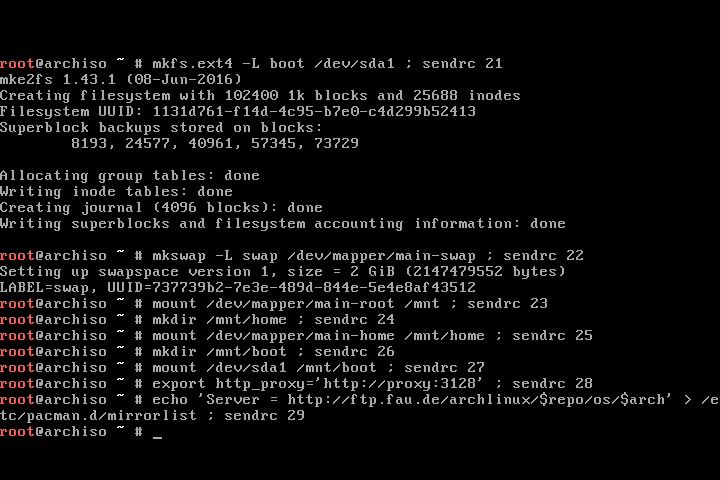 root@archiso ~ # mkfs.ext4 -L boot /dev/sda1 ; sendrc 21
mke2fs 1.43.1 (08-Jun-2016)
Creating filesystem with 102400 1k blocks and 25688 inodes
Filesystem UUID: 1131d761-f14d-4c95-b7e0-c4d299b52413
Superblock backups stored on blocks:
        8193, 24577, 40961, 57345, 73729

Allocating group tables: done
Writing inode tables: done
Creating journal (4096 blocks): done
Writing superblocks and filesystem accounting information: done

root@archiso ~ # mkswap -L swap /dev/mapper/main-swap ; sendrc 22
Setting up swapspace version 1, size = 2 GiB (2147479552 bytes)
LABEL=swap, UUID=737739b2-7e3e-489d-844e-5e4e8af43512
root@archiso ~ # mount /dev/mapper/main-root /mnt ; sendrc 23
root@archiso ~ # mkdir /mnt/home ; sendrc 24
root@archiso ~ # mount /dev/mapper/main-home /mnt/home ; sendrc 25
root@archiso ~ # mkdir /mnt/boot ; sendrc 26
root@archiso ~ # mount /dev/sda1 /mnt/boot ; sendrc 27
root@archiso ~ # export http_proxy='http://proxy:3128' ; sendrc 28
root@archiso ~ # echo 'Server = http://ftp.fau.de/archlinux/$repo/os/$arch' > /e
tc/pacman.d/mirrorlist ; sendrc 29
root@archiso ~ # _